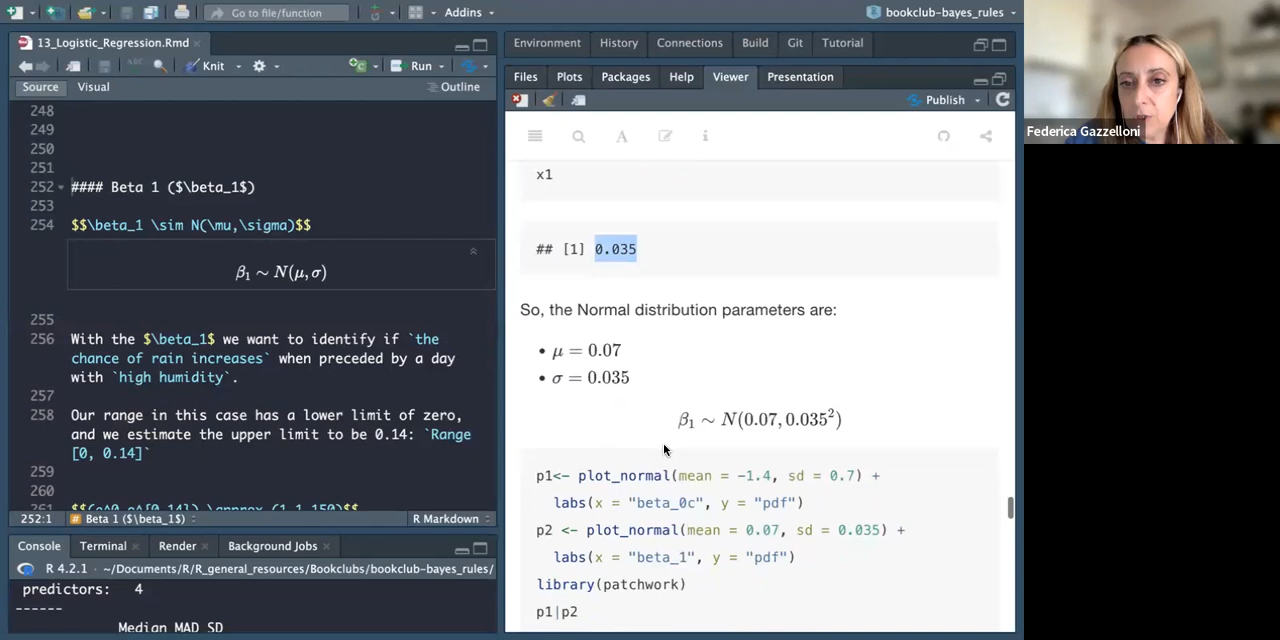 Go to file/function
Addins
bookclub-bayes_rules
13_Logistic_Regression.Rmd
Knit
Run
Source
Visual
Outline
248
249
250
251
252 #### Beta 1 ($\beta_1$)
253
254 $$\beta_1 \sim N(\mu,\sigma)$$
β₁ ∼ N(μ, σ)
255
256 With the $\beta_1$ we want to identify if `the
chance of rain increases` when preceded by a day
with `high humidity`.
257
258 Our range in this case has a lower limit of zero,
and we estimate the upper limit to be 0.14: `Range
[0, 0.14]`
259
260
252:1
Beta 1 ($\beta_1$)
R Markdown
Console
Terminal
Render
Background Jobs
R 4.2.1 · ~/Documents/R/R_general_resources/Bookclubs/bookclub-bayes_rules/
predictors: 4
------
Median MAD_SD
Environment
History
Connections
Build
Git
Tutorial
Files
Plots
Packages
Help
Viewer
Presentation
Publish
x1
## [1] 0.035
So, the Normal distribution parameters are:
• μ = 0.07
• σ = 0.035
β₁ ∼ N(0.07, 0.035²)
p1<- plot_normal(mean = -1.4, sd = 0.7) +
labs(x = "beta_0c", y = "pdf")
p2 <- plot_normal(mean = 0.07, sd = 0.035) +
labs(x = "beta_1", y = "pdf")
library(patchwork)
p1|p2
Federica Gazzelloni